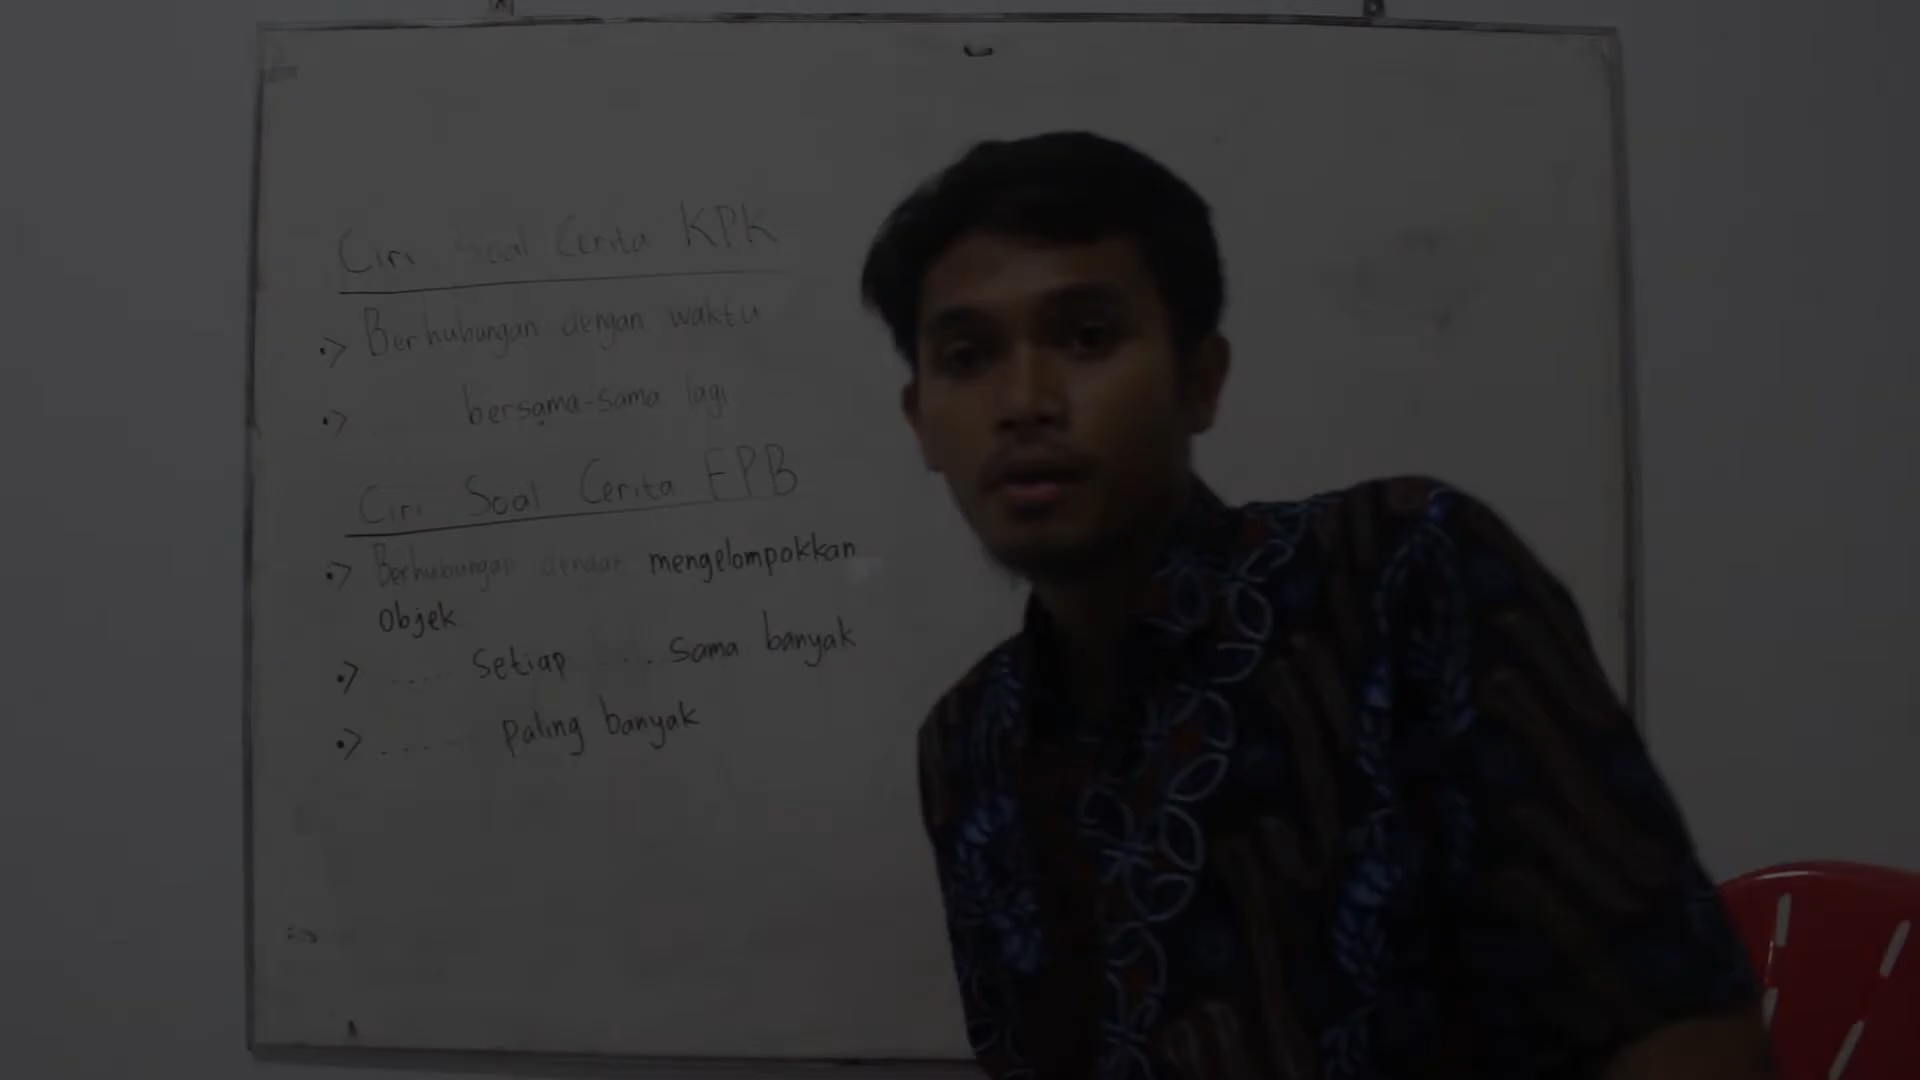 Ciri Soal Cerita KPK
•> Berhubungan dengan waktu
•> bersama-sama lagi
Ciri Soal Cerita FPB
•> Berhubungan dengan mengelompokkan
Objek
•> ..... Setiap .... Sama banyak
•> ..... paling banyak